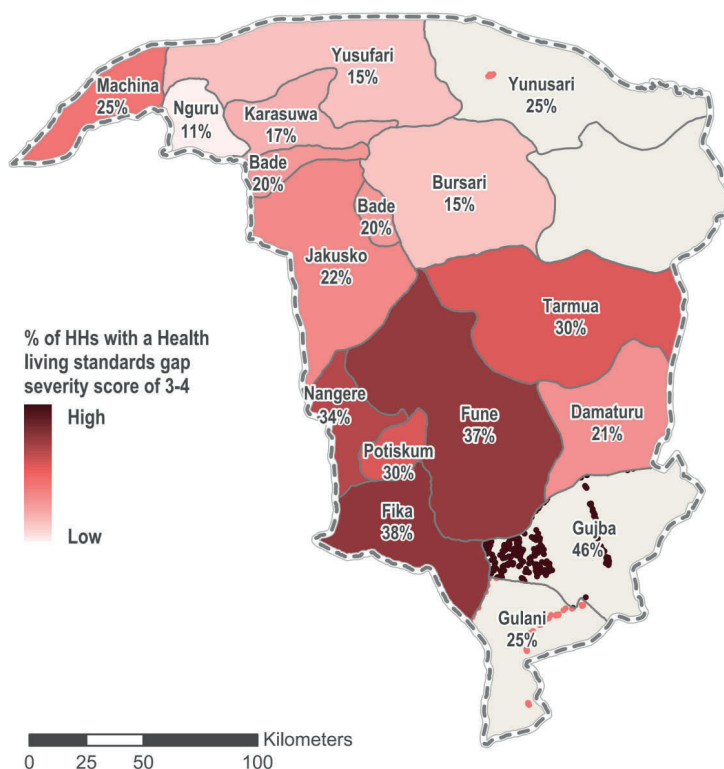 Yusufari
15%
Machina
25%
Yunusari
25%
Nguru
11%
Karasuwa
17%
Bade
20%
Bursari
15%
Bade
20%
Jakusko
22%
Tarmua
30%
% of HHs with a Health
living standards gap
severity score of 3-4
High
Low
Nangere
34%
Fune
37%
Damaturu
21%
Potiskum
30%
Fika
38%
Gujba
46%
Gulani
25%
Kilometers
0 25 50 100